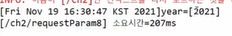 [Fri Nov 19 16:30:47 KST 2021]year=[2021]
[/ch2/requestParam8] 소요시간=207ms